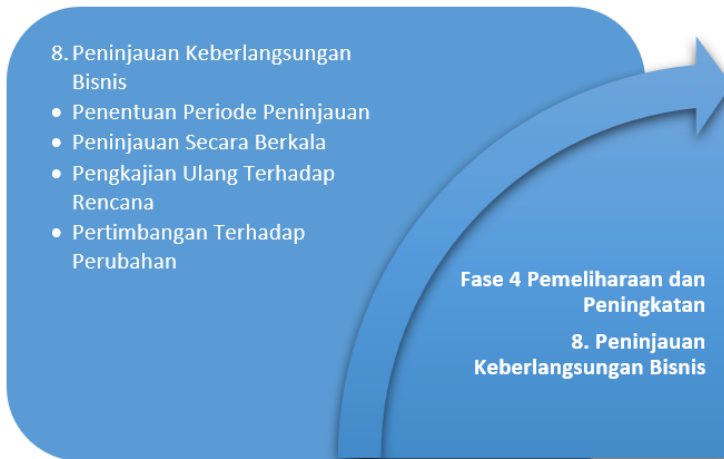 8. Peninjauan Keberlangsungan
Bisnis
• Penentuan Periode Peninjauan
• Peninjauan Secara Berkala
• Pengkajian Ulang Terhadap
Rencana
• Pertimbangan Terhadap
Perubahan
Fase 4 Pemeliharaan dan
Peningkatan
8. Peninjauan
Keberlangsungan Bisnis